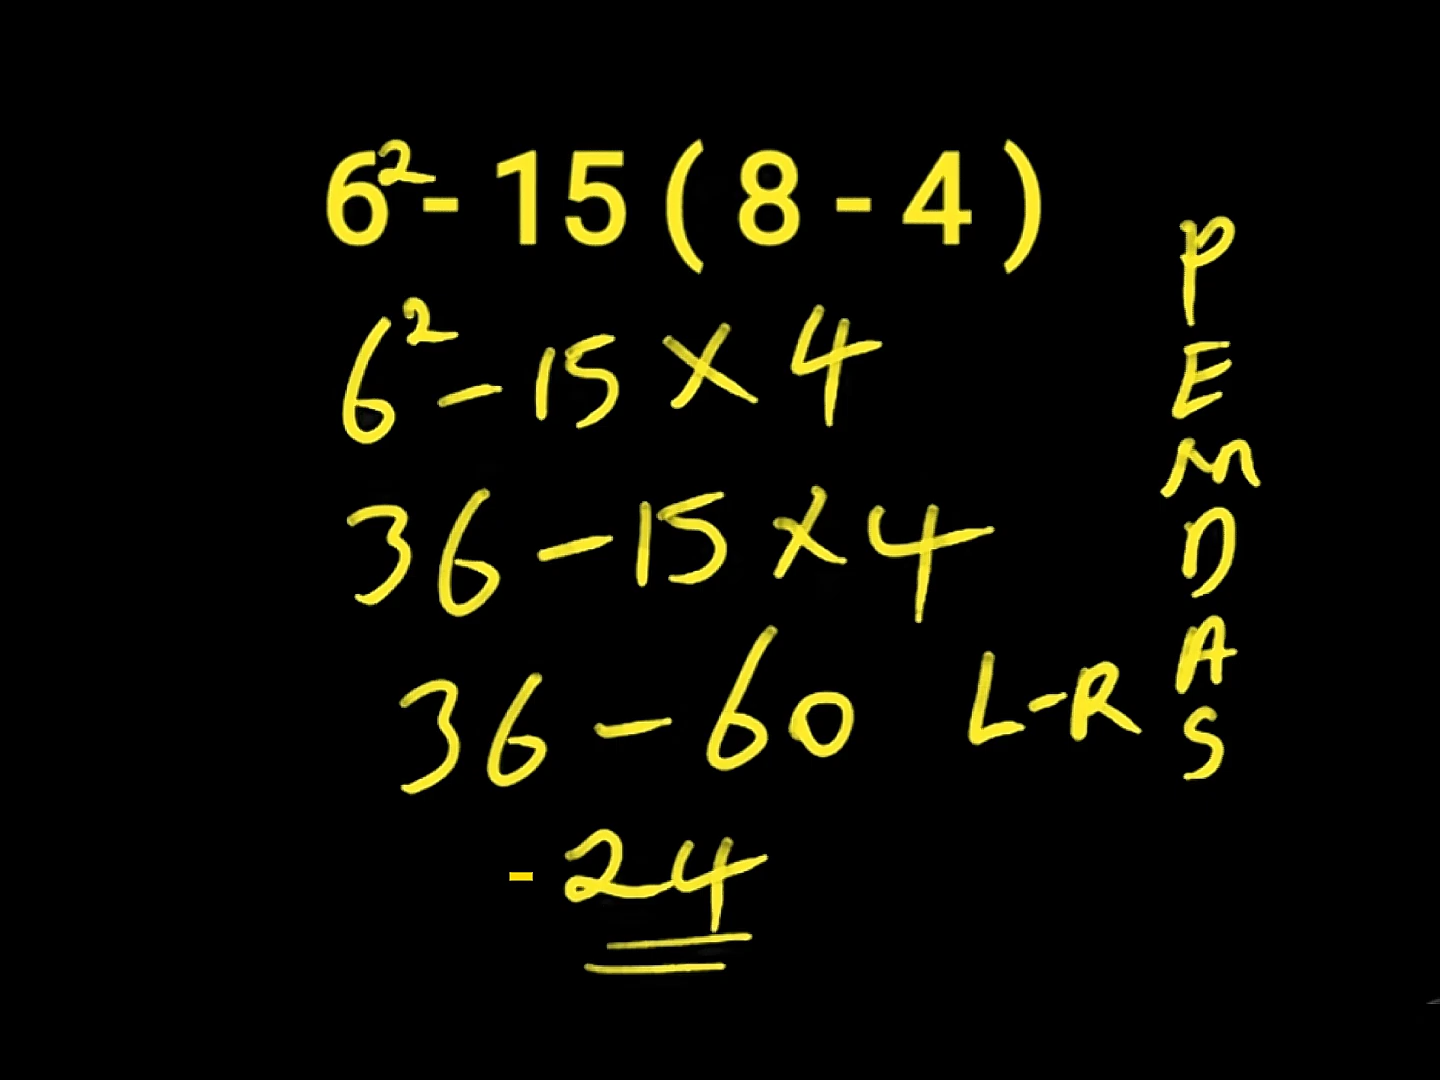 6² - 15 ( 8 - 4 )
6² - 15 × 4
36 - 15 × 4
36 - 60 L-R
- 24
P
E
M
D
A
S